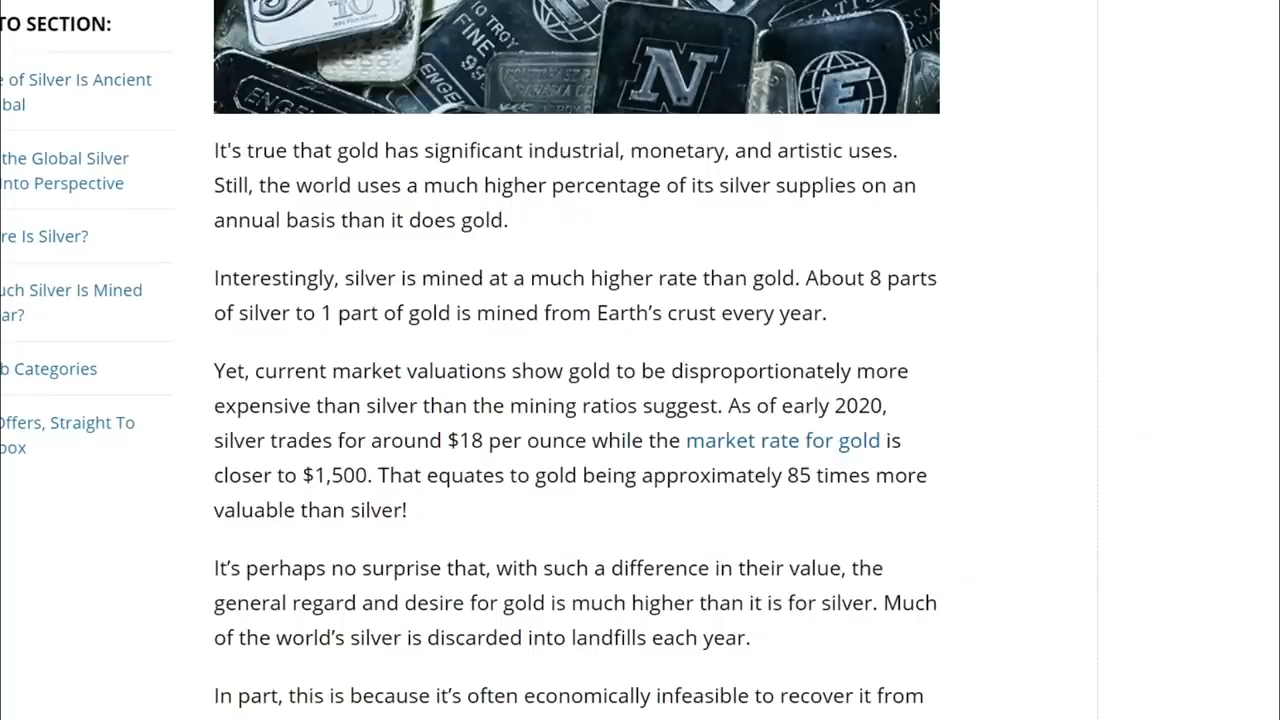 TO SECTION:
e of Silver Is Ancient
bal
the Global Silver
Into Perspective
re Is Silver?
uch Silver Is Mined
ar?
b Categories
Offers, Straight To
box
10
TO TROY
FINE
99
ENGE
N
E
It's true that gold has significant industrial, monetary, and artistic uses.
Still, the world uses a much higher percentage of its silver supplies on an
annual basis than it does gold.
Interestingly, silver is mined at a much higher rate than gold. About 8 parts
of silver to 1 part of gold is mined from Earth’s crust every year.
Yet, current market valuations show gold to be disproportionately more
expensive than silver than the mining ratios suggest. As of early 2020,
silver trades for around $18 per ounce while the market rate for gold is
closer to $1,500. That equates to gold being approximately 85 times more
valuable than silver!
It’s perhaps no surprise that, with such a difference in their value, the
general regard and desire for gold is much higher than it is for silver. Much
of the world’s silver is discarded into landfills each year.
In part, this is because it’s often economically infeasible to recover it from